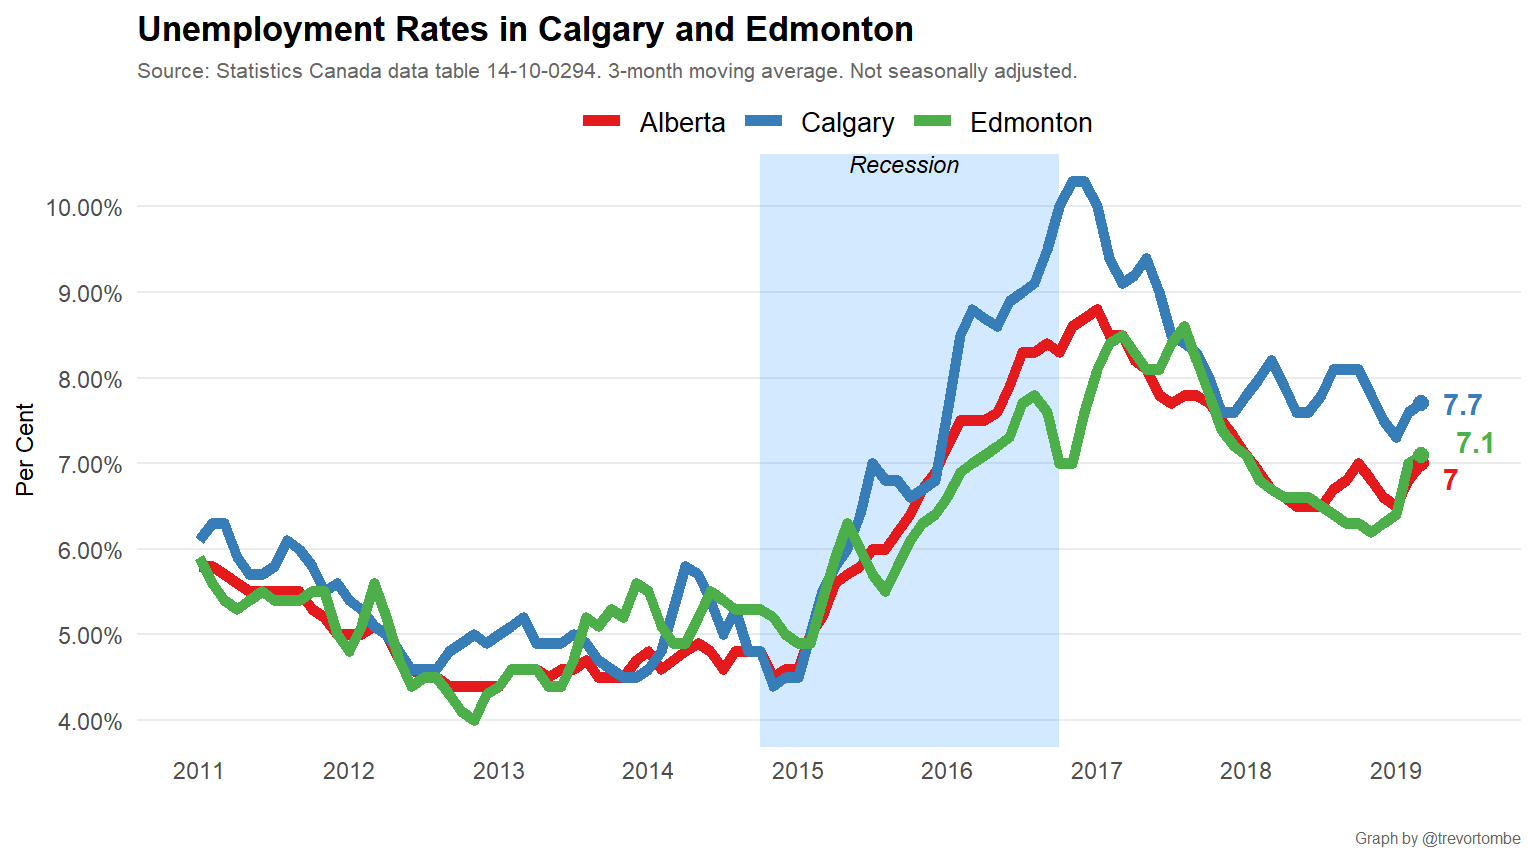 Unemployment Rates in Calgary and Edmonton
Source: Statistics Canada data table 14-10-0294. 3-month moving average. Not seasonally adjusted.
Alberta Calgary Edmonton
Recession
10.00%
9.00%
8.00%
7.00%
6.00%
5.00%
4.00%
Per Cent
7.7
7.1
7
2011 2012 2013 2014 2015 2016 2017 2018 2019
Graph by @trevortombe